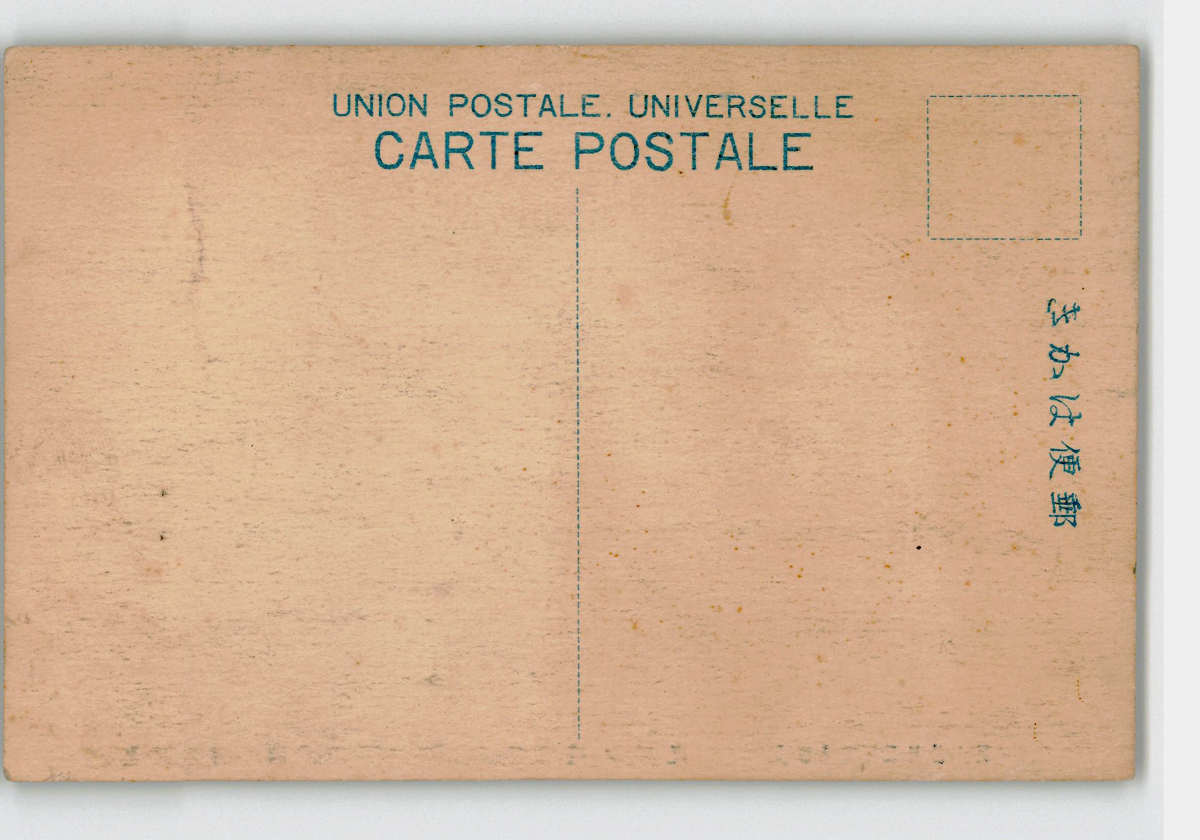 UNION POSTALE. UNIVERSELLE
CARTE POSTALE
郵便はかき